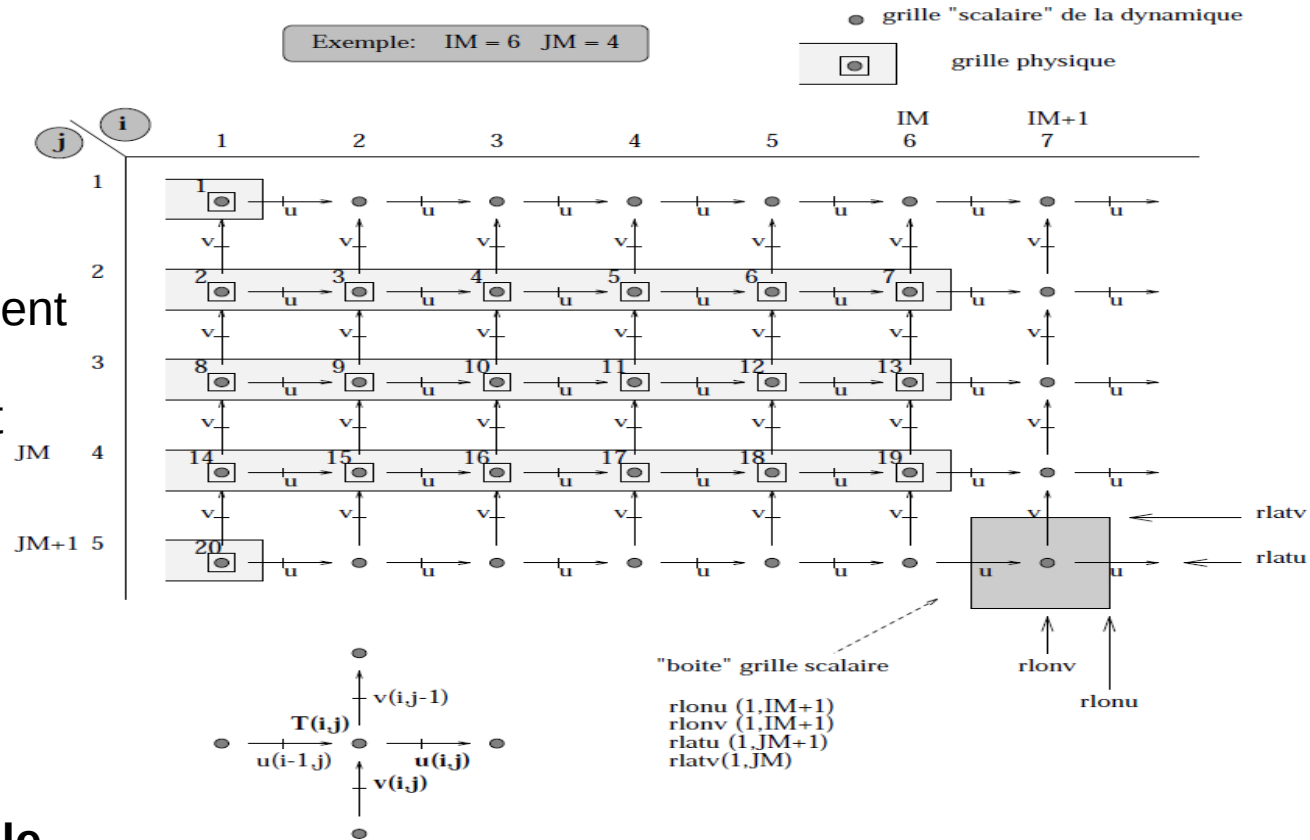 grille "scalaire" de la dynamique
Exemple: IM = 6 JM = 4
grille physique
i
j
IM IM+1
1 2 3 4 5 6 7
1
1
u u u u u u u
v v v v v v v
2
2 3 4 5 6 7
u u u u u u u
ent
v v v v v v v
3
8 9 10 11 12 13
u u u u u u u
t
v v v v v v v
JM 4
14 15 16 17 18 19
u u u u u u u
v v v v v v v
rlatv
JM+1 5
20
u u u u u u u
rlatu
"boite" grille scalaire
rlonv
rlonu
v(i,j-1)
T(i,j)
u(i-1,j) u(i,j)
v(i,j)
rlonu (1,IM+1)
rlonv (1,IM+1)
rlatu (1,JM+1)
rlatv(1,JM)